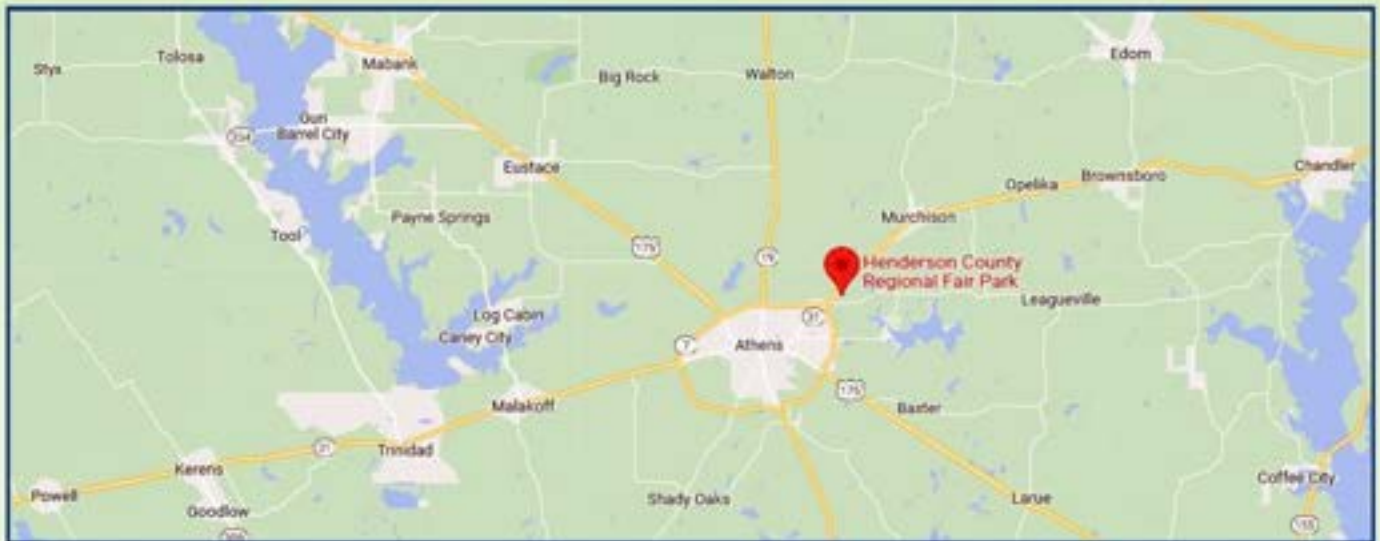 Styx
Tolosa
Mabank
Big Rock
Walton
Edom
334
Gun
Barrel City
Eustace
Chandler
Opelika
Brownsboro
Payne Springs
Murchison
Tool
175
19
Henderson County
Regional Fair Park
Leagueville
Log Cabin
31
Caney City
7
Athens
175
Malakoff
Baxter
31
Trinidad
Kerens
Coffee City
Powell
Shady Oaks
Larue
Goodlow
155